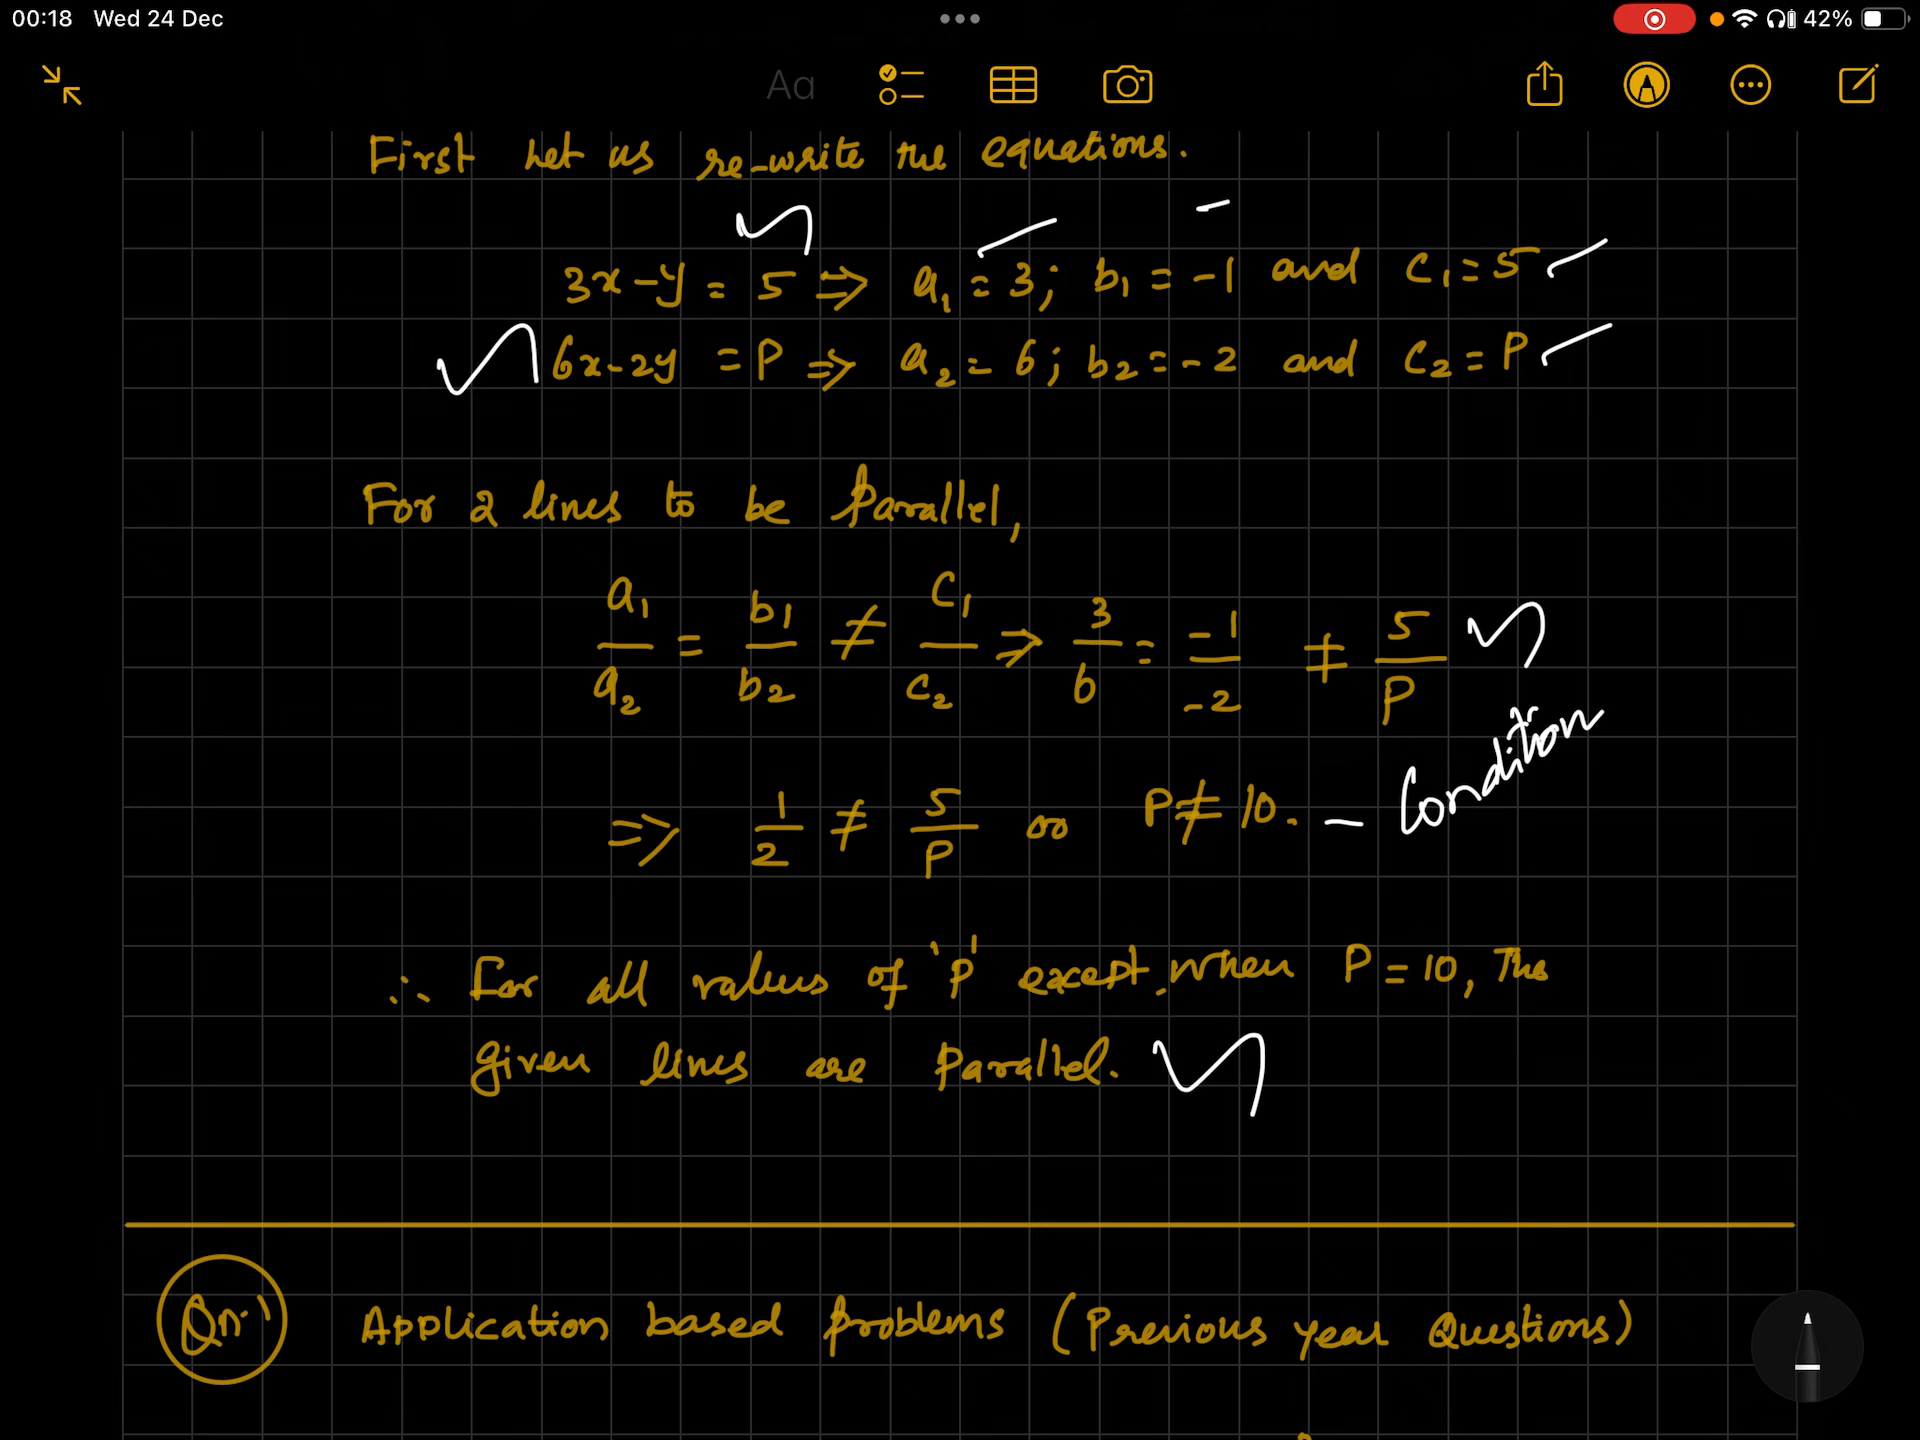 00:18 Wed 24 Dec
42%
Aa
First Let us re-write the equations.
3x-y = 5 ⇒ a₁ = 3; b₁ = -1 and C₁ = 5
6x-2y = P ⇒ a₂ = 6; b₂ = -2 and C₂ = P
For 2 lines to be Parallel,
a₁/a₂ = b₁/b₂ ≠ C₁/C₂ ⇒ 3/6 = -1/-2 ≠ 5/P
⇒ 1/2 ≠ 5/P or P ≠ 10. - Condition
∴ For all values of 'P' except, when P = 10, The
given lines are Parallel.
Qn-1 Application based problems (Previous year Questions)